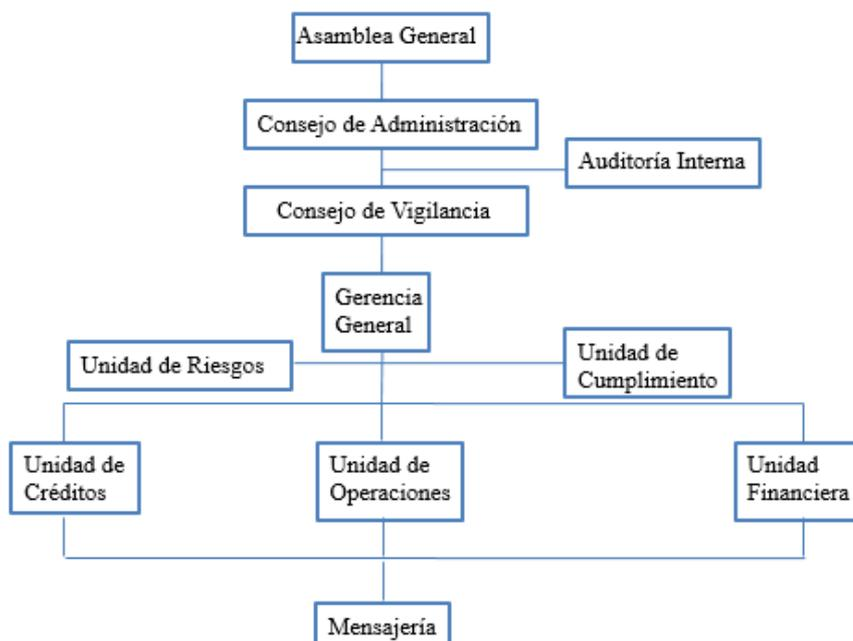 Asamblea General
Consejo de Administración
Auditoría Interna
Consejo de Vigilancia
Gerencia
General
Unidad de Riesgos
Unidad de
Cumplimiento
Unidad de
Créditos
Unidad de
Operaciones
Unidad
Financiera
Mensajería